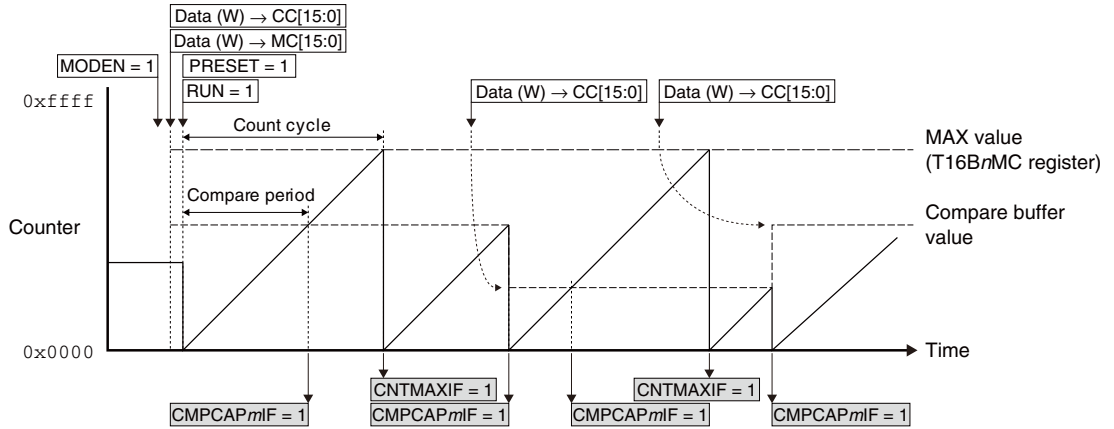 Data (W) → CC[15:0]
Data (W) → MC[15:0]
MODEN = 1
PRESET = 1
RUN = 1
Data (W) → CC[15:0]
Data (W) → CC[15:0]
0xffff
Count cycle
MAX value
(T16BnMC register)
Compare period
Counter
Compare buffer
value
0x0000
Time
CNTMAXIF = 1
CNTMAXIF = 1
CMPCAPmIF = 1
CMPCAPmIF = 1
CMPCAPmIF = 1
CMPCAPmIF = 1